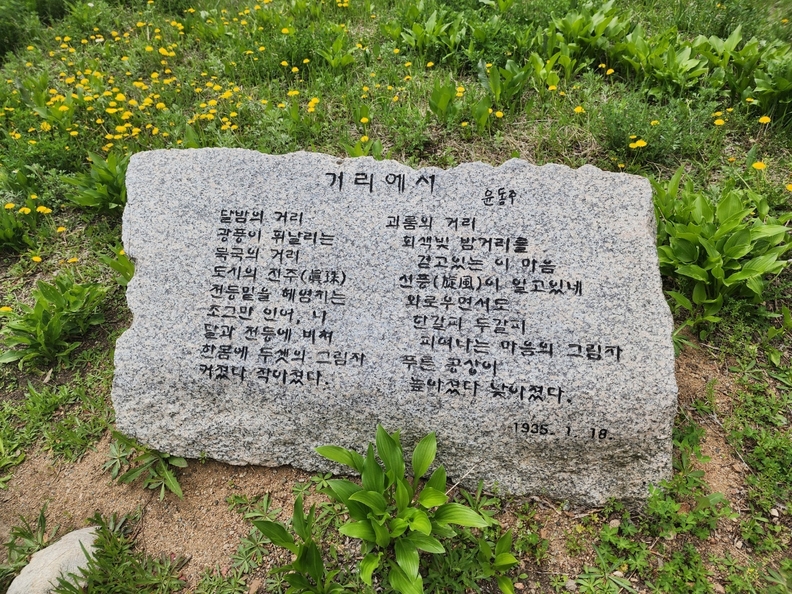 거리에서
윤동주
달밤의 거리
광풍이 휘날리는
북국의 거리
도시의 진주(眞珠)
전등밑을 헤엄치는
조그만 인어, 나
달과 전등에 비쳐
한몸에 두셋의 그림자
커졌다 작아졌다.
괴롬의 거리
회색빛 밤거리를
걷고있는 이 마음
선풍(旋風)이 일고있네
외로우면서도
한갈피 두갈피
피여나는 마음의 그림자
푸른 공상이
높아졌다 낮아졌다.
1935. 1. 18.